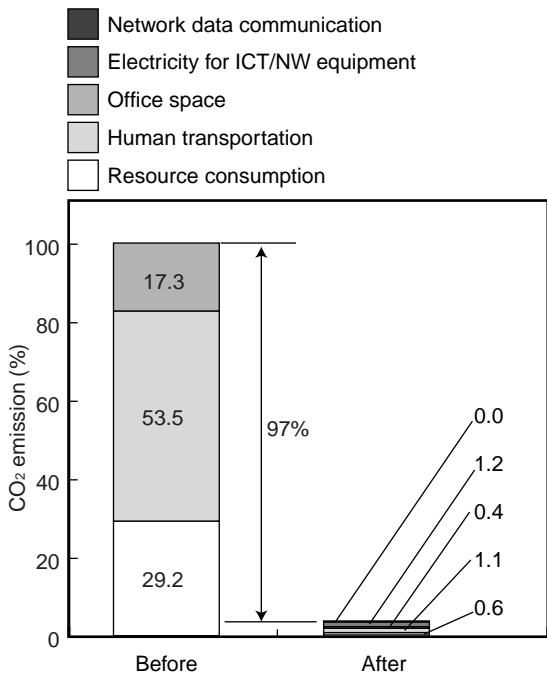 Network data communication
Electricity for ICT/NW equipment
Office space
Human transportation
Resource consumption
CO2 emission (%)
100
80
60
40
20
0
17.3
53.5
29.2
97%
0.0
1.2
0.4
1.1
0.6
Before
After